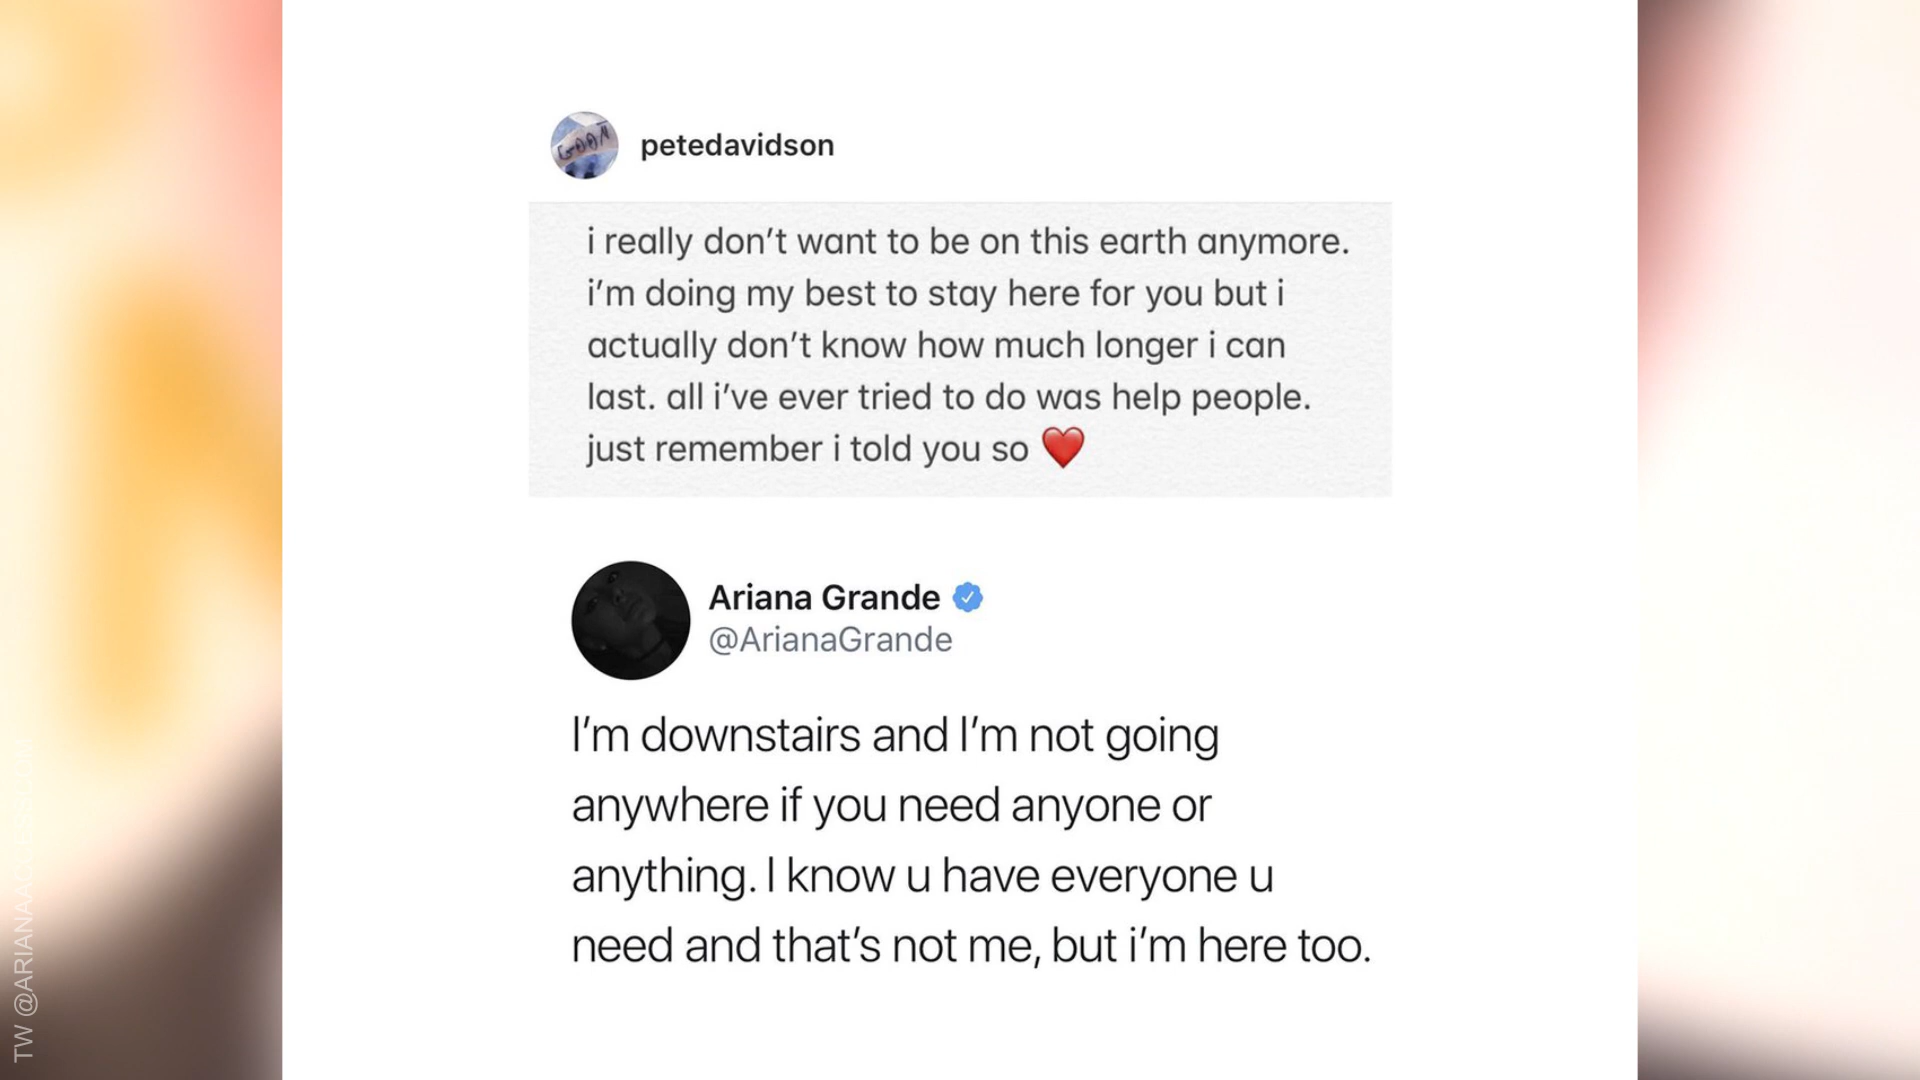 GOON
petedavidson
i really don’t want to be on this earth anymore.
i’m doing my best to stay here for you but i
actually don’t know how much longer i can
last. all i’ve ever tried to do was help people.
just remember i told you so ❤️
Ariana Grande
@ArianaGrande
I’m downstairs and I’m not going
anywhere if you need anyone or
anything. I know u have everyone u
need and that’s not me, but i’m here too.